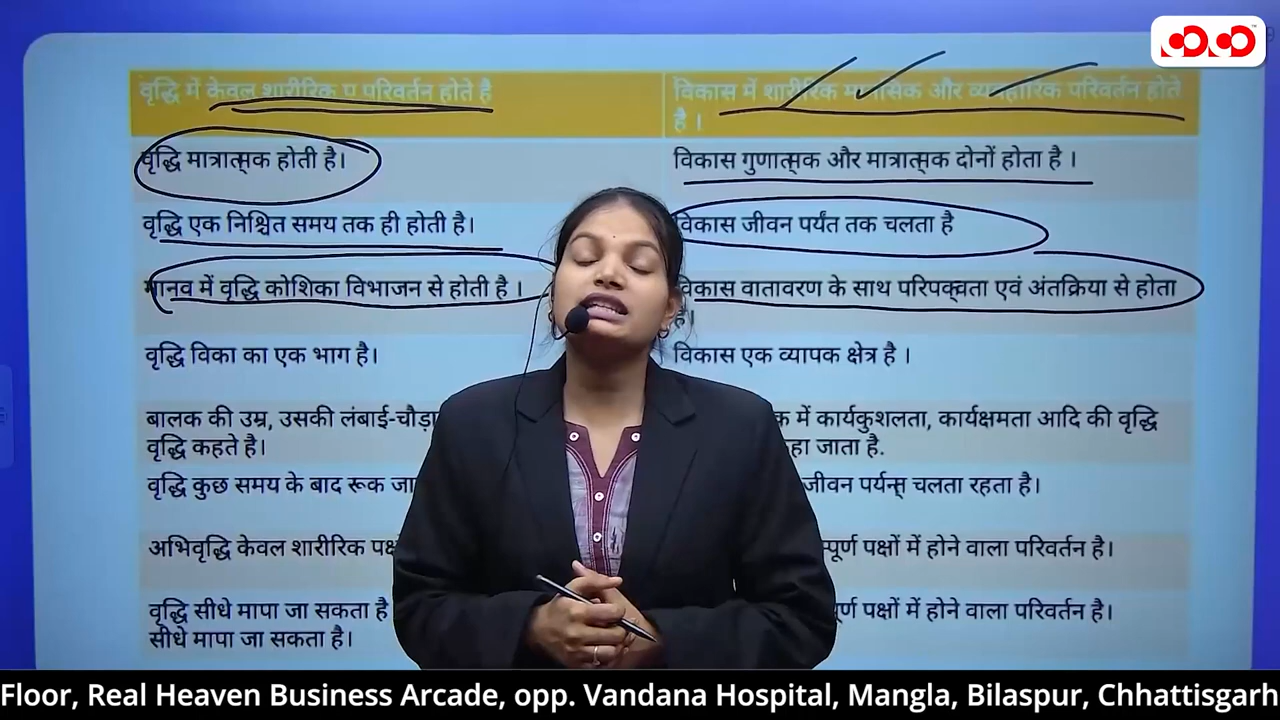 वृद्धि में केवल शारीरिक प परिवर्तन होते है
विकास में शारीरिक मानसिक और व्यवहारिक परिवर्तन होते
है ।
वृद्धि मात्रात्मक होती है।
विकास गुणात्मक और मात्रात्मक दोनों होता है ।
वृद्धि एक निश्चित समय तक ही होती है।
विकास जीवन पर्यंत तक चलता है
मानव में वृद्धि कोशिका विभाजन से होती है ।
विकास वातावरण के साथ परिपक्वता एवं अंतक्रिया से होता
है।
वृद्धि विका का एक भाग है।
विकास एक व्यापक क्षेत्र है ।
बालक की उम्र, उसकी लंबाई-चौड़ा
में कार्यकुशलता, कार्यक्षमता आदि की वृद्धि
वृद्धि कहते है।
हा जाता है.
वृद्धि कुछ समय के बाद रूक जा
जीवन पर्यन्त् चलता रहता है।
अभिवृद्धि केवल शारीरिक पक्ष
म्पूर्ण पक्षों में होने वाला परिवर्तन है।
वृद्धि सीधे मापा जा सकता है
पूर्ण पक्षों में होने वाला परिवर्तन है।
सीधे मापा जा सकता है।
Floor, Real Heaven Business Arcade, opp. Vandana Hospital, Mangla, Bilaspur, Chhattisgarh